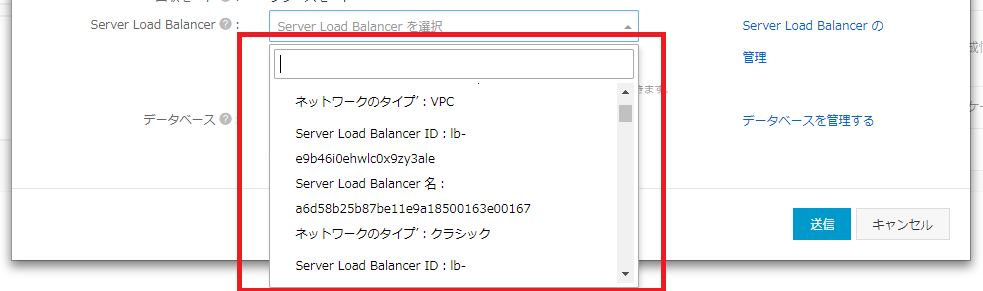 Server Load Balancer : Server Load Balancer を選択 Server Load Balancer の
管理
きます。
ネットワークのタイプ : VPC
データベース : データベースを管理する
Server Load Balancer ID : lb-
e9b46i0ehwlc0x9zy3ale
Server Load Balancer 名 :
a6d58b25b87be11e9a18500163e00167
ネットワークのタイプ : クラシック
送信 キャンセル
Server Load Balancer ID : lb-